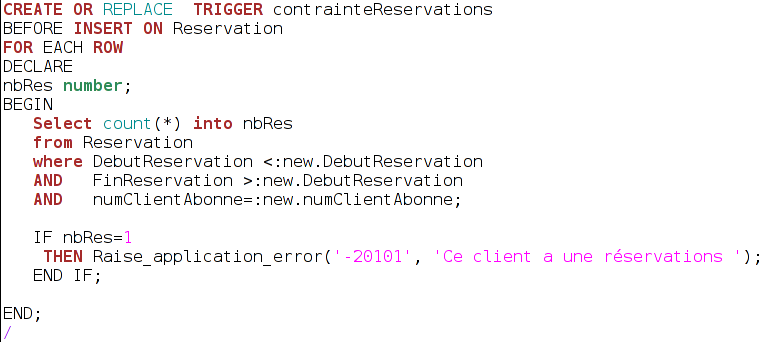 CREATE OR REPLACE  TRIGGER contrainteReservations
BEFORE INSERT ON Reservation
FOR EACH ROW
DECLARE
nbRes number;
BEGIN
   Select count(*) into nbRes
   from Reservation
   where DebutReservation <:new.DebutReservation
   AND   FinReservation >:new.DebutReservation
   AND   numClientAbonne=:new.numClientAbonne;
   IF nbRes=1
    THEN Raise_application_error('-20101', 'Ce client a une réservations ');
   END IF;
END;
/